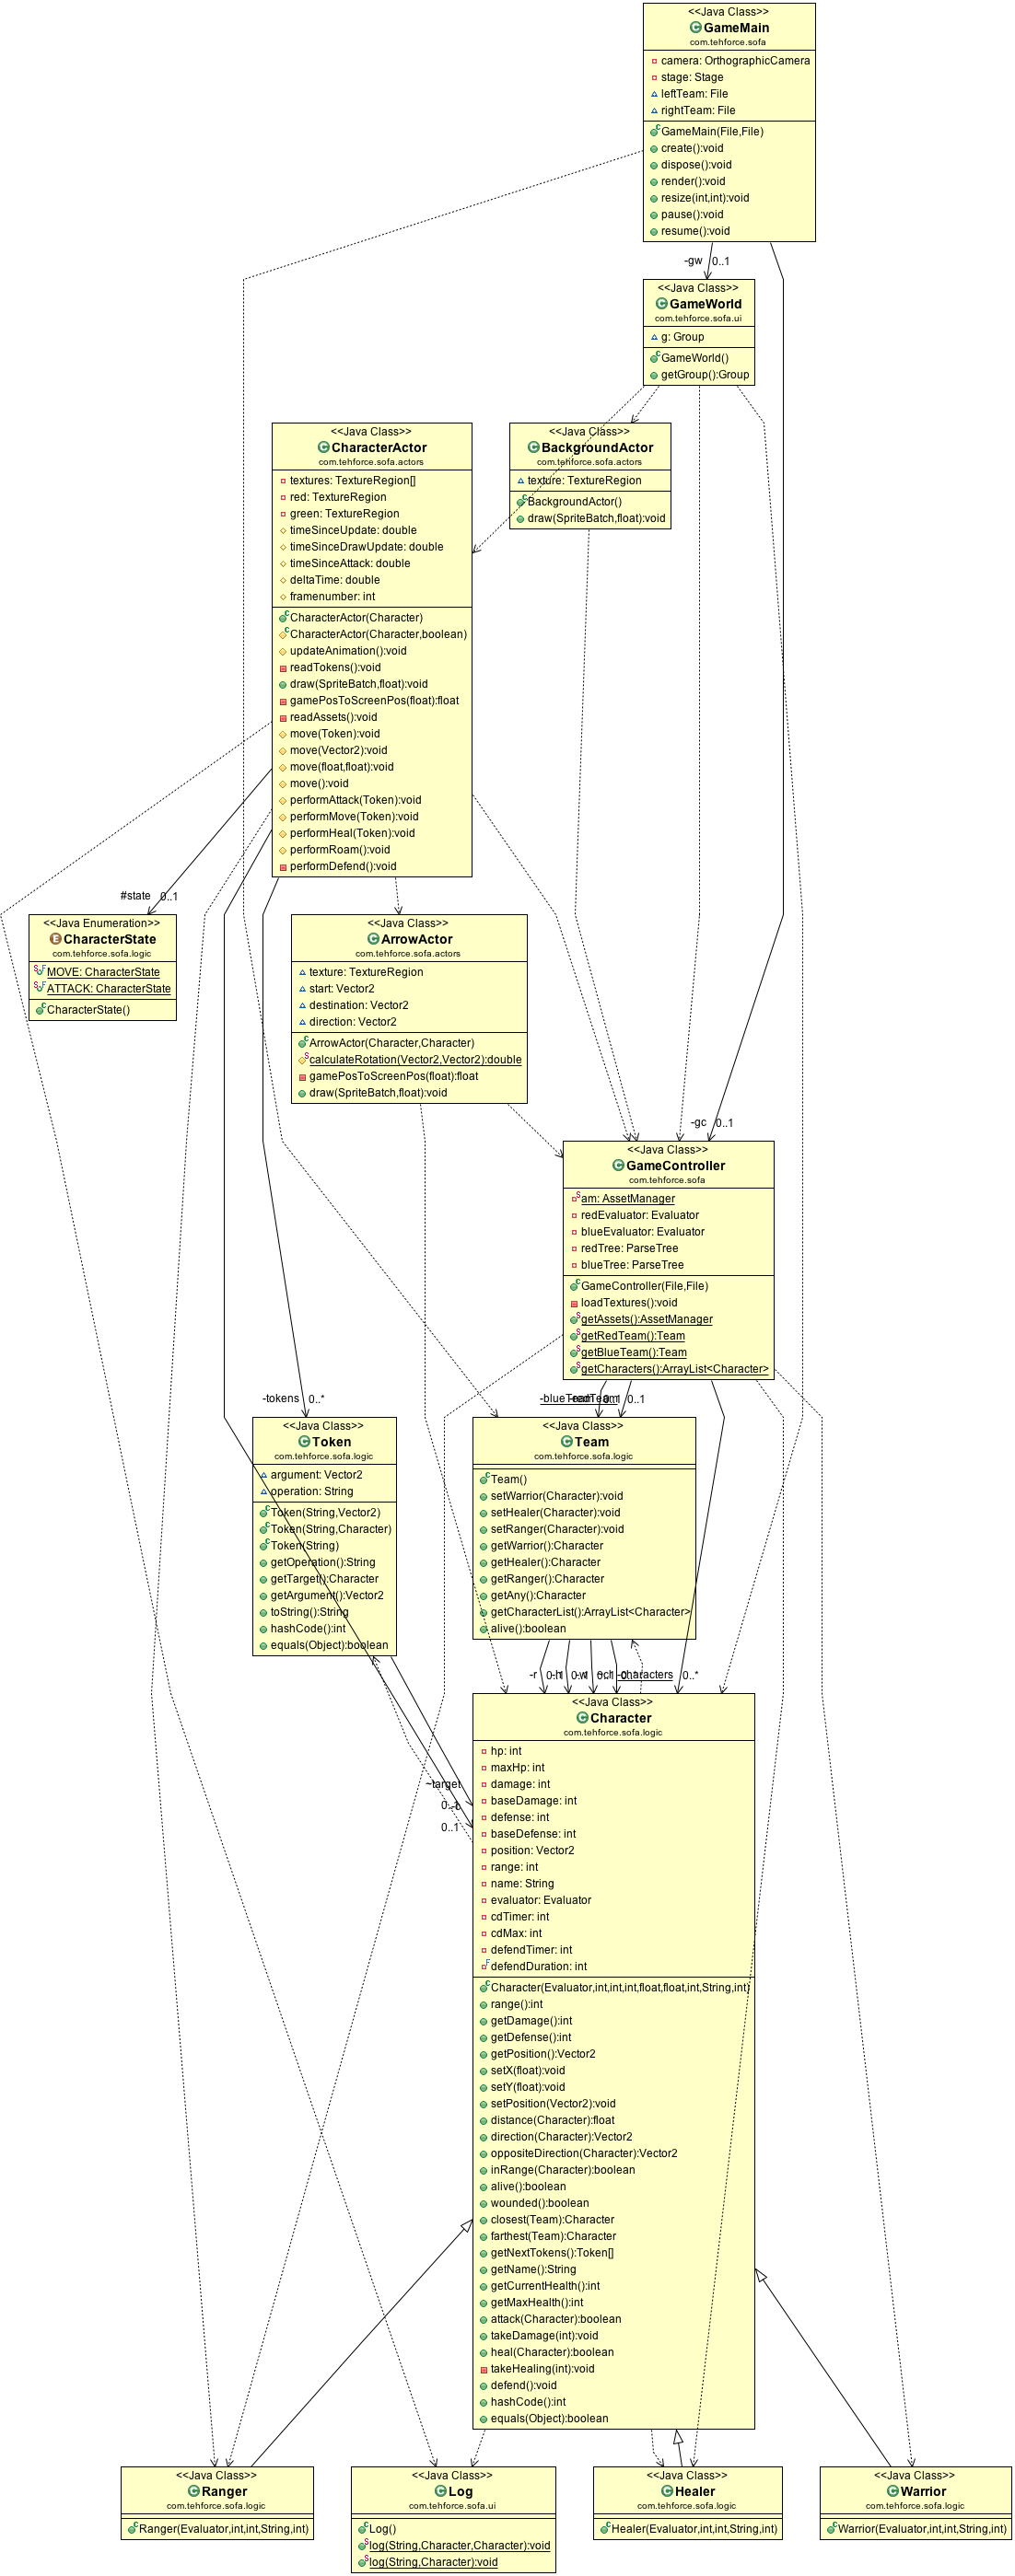 <<Java Class>>
GameMain
com.tehforce.sofa
camera: OrthographicCamera
stage: Stage
leftTeam: File
rightTeam: File
GameMain(File,File)
create():void
dispose():void
render():void
resize(int,int):void
pause():void
resume():void
-gw 0..1
<<Java Class>>
GameWorld
com.tehforce.sofa.ui
g: Group
GameWorld()
getGroup():Group
<<Java Class>>
CharacterActor
com.tehforce.sofa.actors
textures: TextureRegion[]
red: TextureRegion
green: TextureRegion
timeSinceUpdate: double
timeSinceDrawUpdate: double
timeSinceAttack: double
deltaTime: double
framenumber: int
CharacterActor(Character)
CharacterActor(Character,boolean)
updateAnimation():void
readTokens():void
draw(SpriteBatch,float):void
gamePosToScreenPos(float):float
readAssets():void
move(Token):void
move(Vector2):void
move(float,float):void
move():void
performAttack(Token):void
performMove(Token):void
performHeal(Token):void
performRoam():void
performDefend():void
<<Java Class>>
BackgroundActor
com.tehforce.sofa.actors
texture: TextureRegion
BackgroundActor()
draw(SpriteBatch,float):void
#state 0..1
<<Java Enumeration>>
CharacterState
com.tehforce.sofa.logic
MOVE: CharacterState
ATTACK: CharacterState
CharacterState()
<<Java Class>>
ArrowActor
com.tehforce.sofa.actors
texture: TextureRegion
start: Vector2
destination: Vector2
direction: Vector2
ArrowActor(Character,Character)
calculateRotation(Vector2,Vector2):double
gamePosToScreenPos(float):float
draw(SpriteBatch,float):void
-gc 0..1
<<Java Class>>
GameController
com.tehforce.sofa
am: AssetManager
redEvaluator: Evaluator
blueEvaluator: Evaluator
redTree: ParseTree
blueTree: ParseTree
GameController(File,File)
loadTextures():void
getAssets():AssetManager
getRedTeam():Team
getBlueTeam():Team
getCharacters():ArrayList<Character>
-tokens 0..*
0..1
<<Java Class>>
Token
com.tehforce.sofa.logic
argument: Vector2
operation: String
Token(String,Vector2)
Token(String,Character)
Token(String)
getOperation():String
getTarget():Character
getArgument():Vector2
toString():String
hashCode():int
equals(Object):boolean
<<Java Class>>
Team
com.tehforce.sofa.logic
Team()
setWarrior(Character):void
setHealer(Character):void
setRanger(Character):void
getWarrior():Character
getHealer():Character
getRanger():Character
getAny():Character
getCharacterList():ArrayList<Character>
alive():boolean
-r
-characters 0..*
~target
0..1
<<Java Class>>
Character
com.tehforce.sofa.logic
hp: int
maxHp: int
damage: int
baseDamage: int
defense: int
baseDefense: int
position: Vector2
range: int
name: String
evaluator: Evaluator
cdTimer: int
cdMax: int
defendTimer: int
defendDuration: int
Character(Evaluator,int,int,int,float,float,int,String,int)
range():int
getDamage():int
getDefense():int
getPosition():Vector2
setX(float):void
setY(float):void
setPosition(Vector2):void
distance(Character):float
direction(Character):Vector2
oppositeDirection(Character):Vector2
inRange(Character):boolean
alive():boolean
wounded():boolean
closest(Team):Character
farthest(Team):Character
getNextTokens():Token[]
getName():String
getCurrentHealth():int
getMaxHealth():int
attack(Character):boolean
takeDamage(int):void
heal(Character):boolean
takeHealing(int):void
defend():void
hashCode():int
equals(Object):boolean
<<Java Class>>
Ranger
com.tehforce.sofa.logic
Ranger(Evaluator,int,int,String,int)
<<Java Class>>
Log
com.tehforce.sofa.ui
Log()
log(String,Character,Character):void
log(String,Character):void
<<Java Class>>
Healer
com.tehforce.sofa.logic
Healer(Evaluator,int,int,String,int)
<<Java Class>>
Warrior
com.tehforce.sofa.logic
Warrior(Evaluator,int,int,String,int)